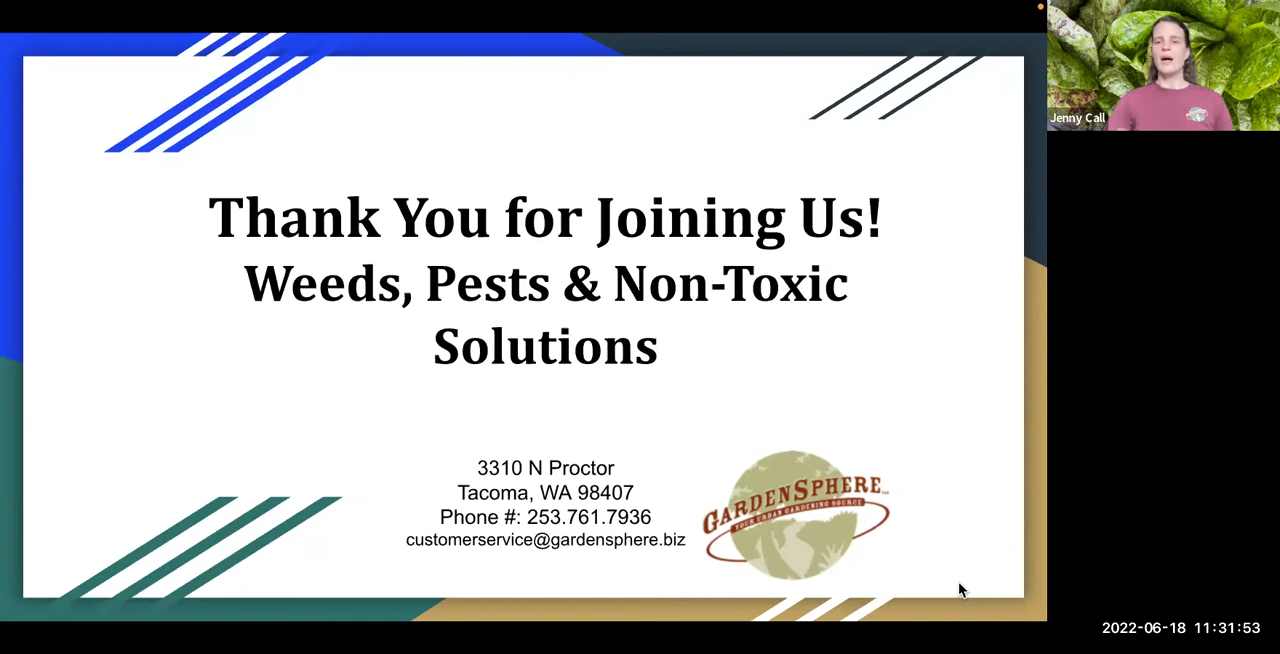 Thank You for Joining Us!
Weeds, Pests & Non-Toxic
Solutions
3310 N Proctor
Tacoma, WA 98407
Phone #: 253.761.7936
customerservice@gardensphere.biz
GARDENSPHERE
YOUR URBAN GARDENING SOURCE
Jenny Call
2022-06-18 11:31:53